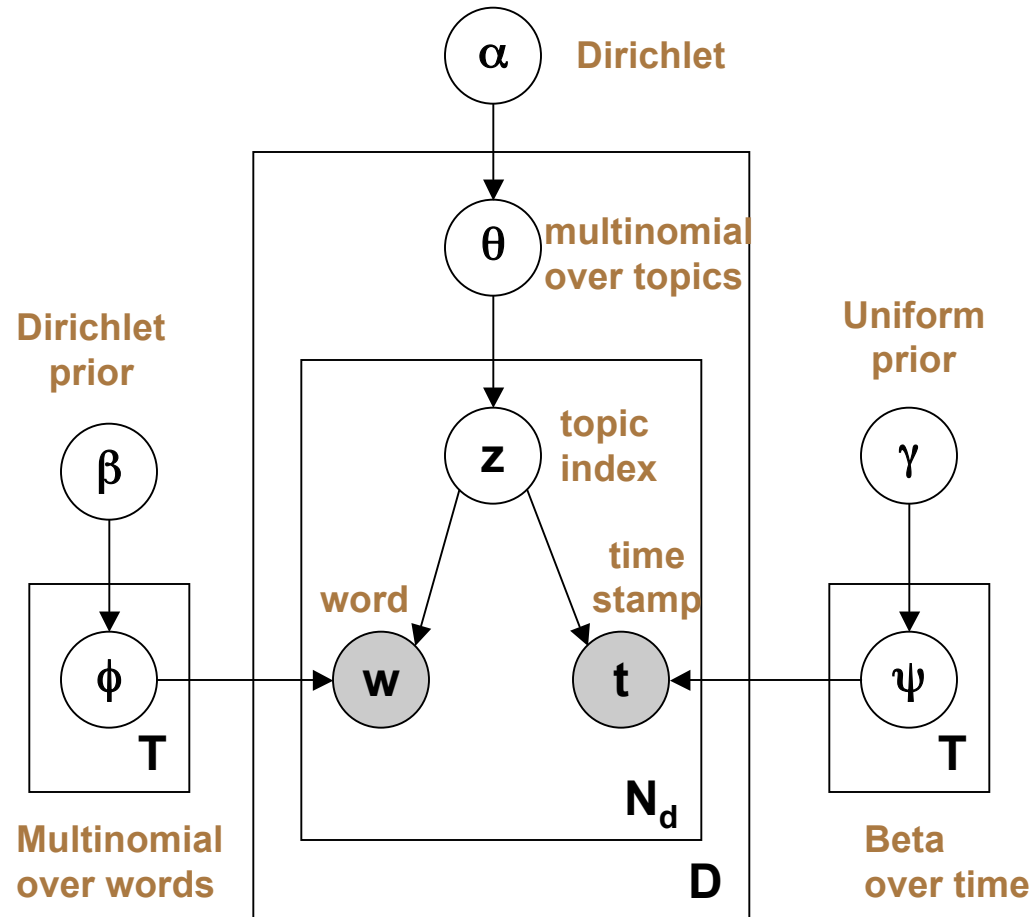 α
Dirichlet
θ
multinomial
over topics
Dirichlet
prior
Uniform
prior
β
z
topic
index
γ
word
time
stamp
ϕ
w
t
ψ
T
T
N_d
Multinomial
over words
D
Beta
over time